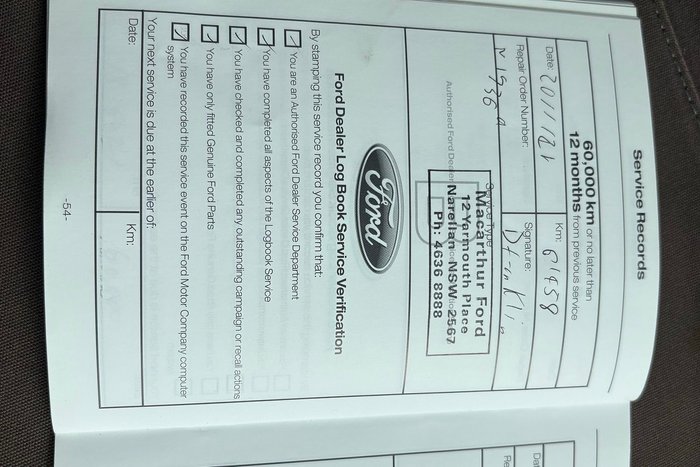 Service Records
60,000 km or no later than
12 months from previous service
Date: 20/11/21 Km: 61458
Repair Order Number: Signature:
D Franklin
Authorised Ford Dealer
Macarthur Ford
12 Yarmouth Place
Narellan NSW 2567
Ph: 4636 8888
Ford
Ford Dealer Log Book Service Verification
By stamping this service record you confirm that:
You are an Authorised Ford Dealer Service Department
You have completed all aspects of the Logbook Service
You have checked and completed any outstanding campaign or recall actions
You have only fitted Genuine Ford Parts
You have recorded this service event on the Ford Motor Company computer
system
Your next service is due at the earlier of:
Date: Km:
-54-